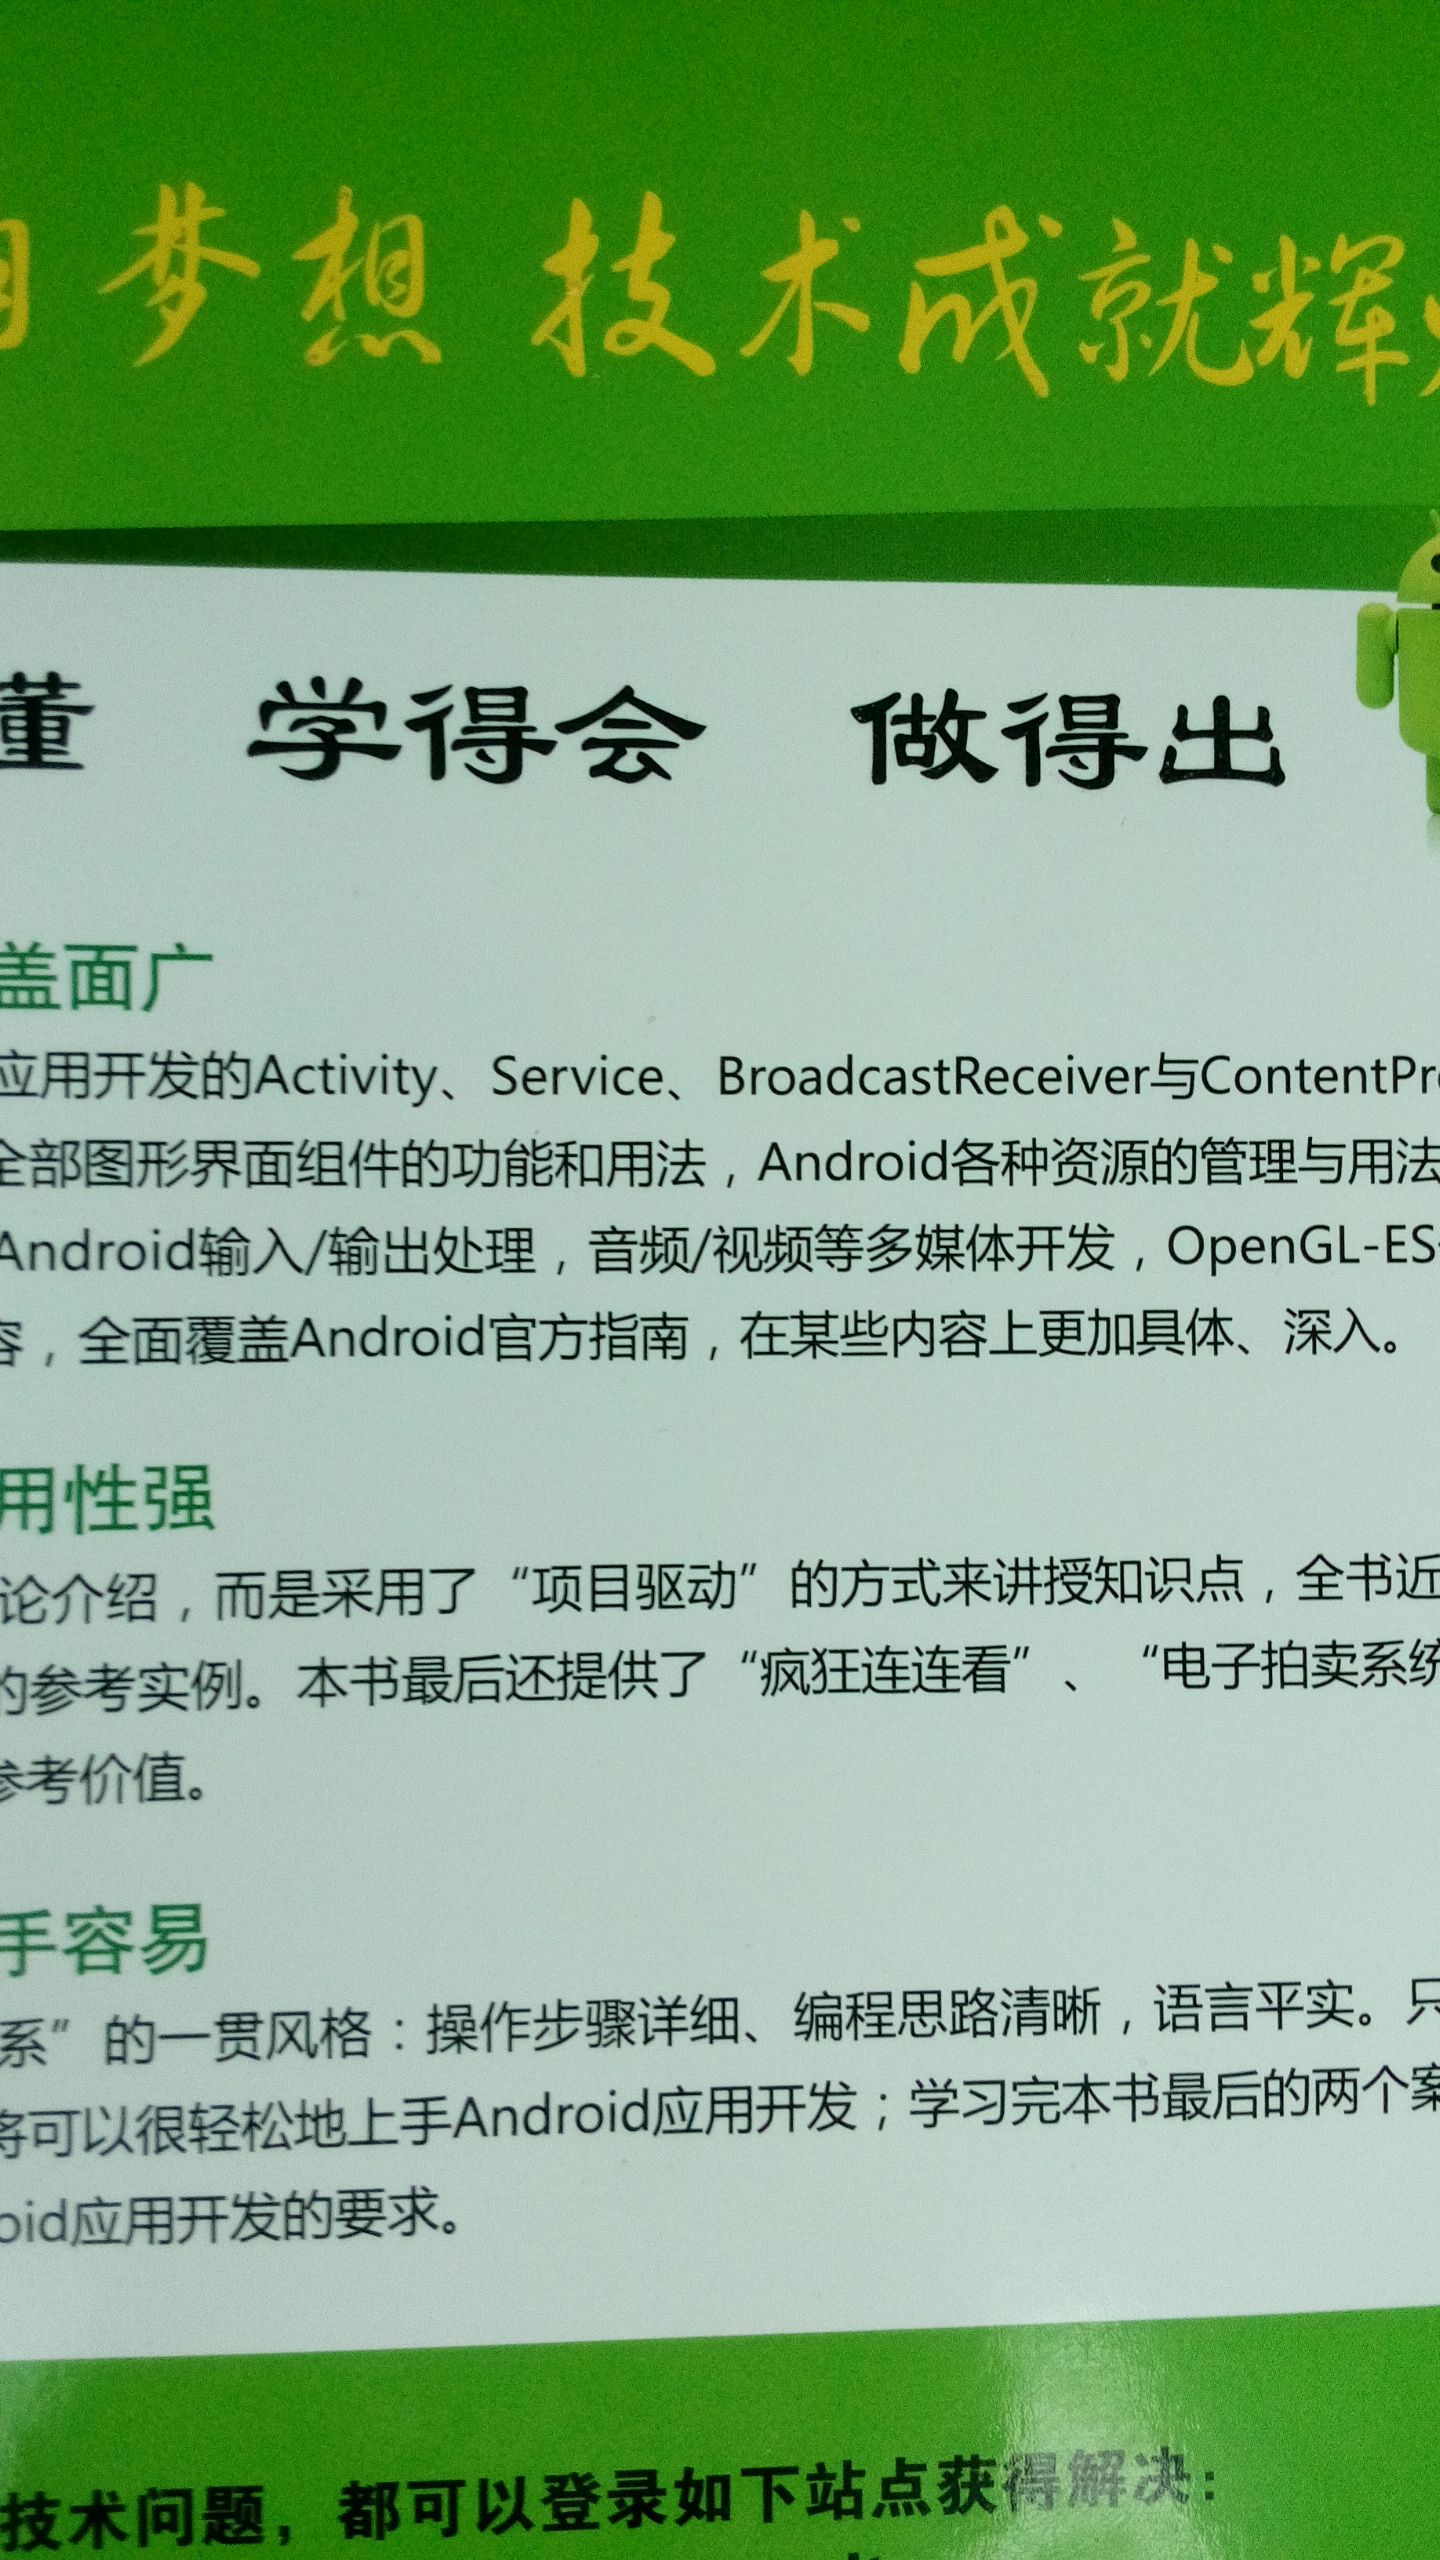 梦想 技术成就辉
懂 学得会 做得出
盖面广
应用开发的Activity、Service、BroadcastReceiver与ContentPr
全部图形界面组件的功能和用法，Android各种资源的管理与用法
Android输入/输出处理，音频/视频等多媒体开发，OpenGL-ES
容，全面覆盖Android官方指南，在某些内容上更加具体、深入。
用性强
论介绍，而是采用了“项目驱动”的方式来讲授知识点，全书近
的参考实例。本书最后还提供了“疯狂连连看”、“电子拍卖系统
参考价值。
手容易
系”的一贯风格：操作步骤详细、编程思路清晰，语言平实。只
将可以很轻松地上手Android应用开发；学习完本书最后的两个案
oid应用开发的要求。
技术问题，都可以登录如下站点获得解决：